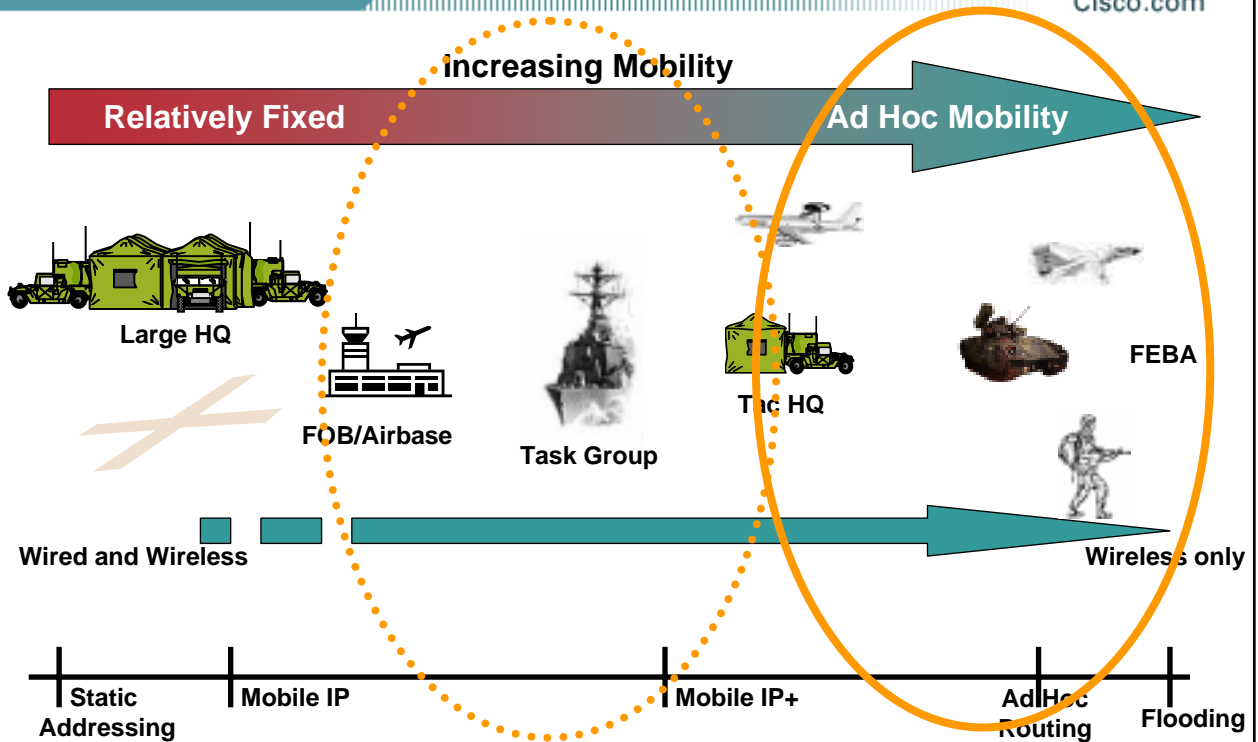 Cisco.com
Increasing Mobility
Relatively Fixed
Ad Hoc Mobility
Large HQ
FEBA
Tac HQ
FOB/Airbase
Task Group
Wired and Wireless
Wireless only
Static
Addressing
Mobile IP
Mobile IP+
Ad Hoc
Routing
Flooding